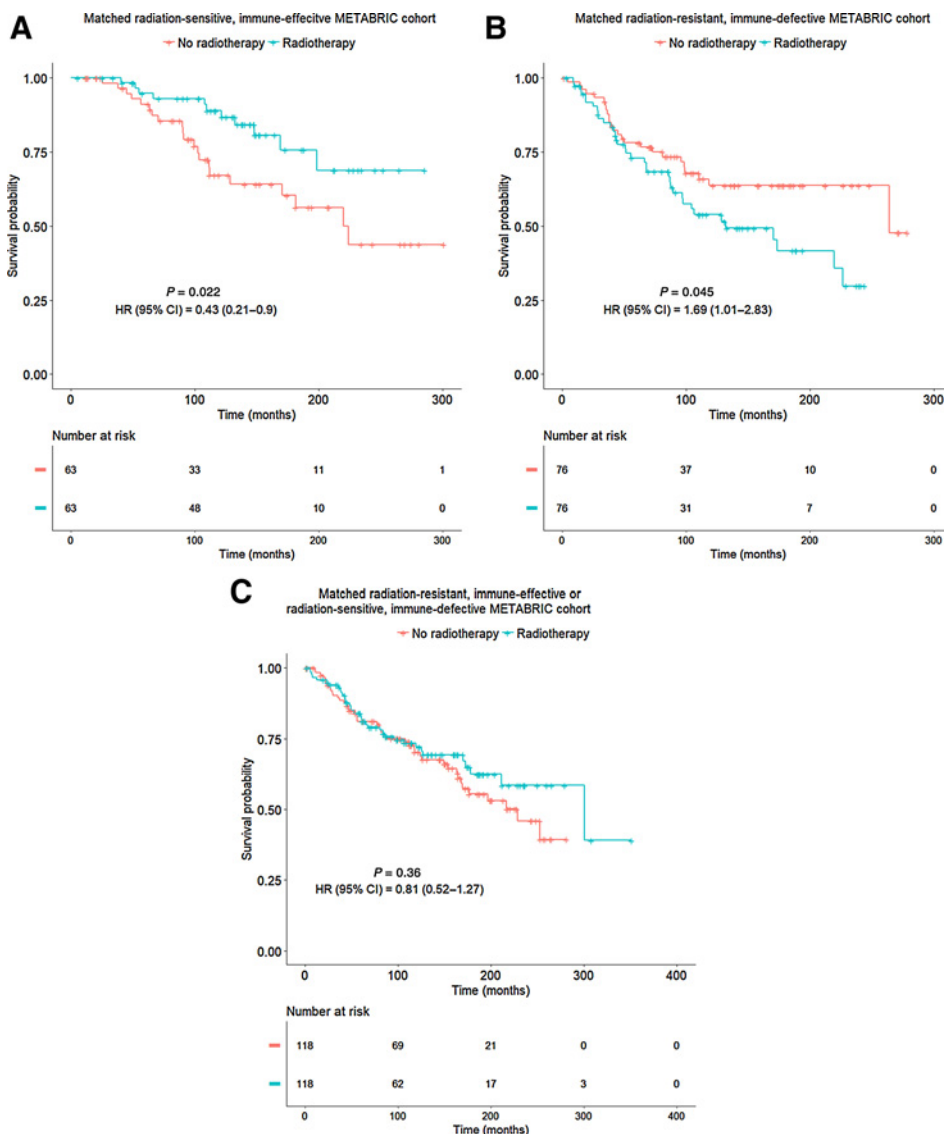 A
Matched radiation-sensitive, immune-effecitve METABRIC cohort
No radiotherapy Radiotherapy
Survival probability
1.00
0.75
0.50
0.25
0.00
P = 0.022
HR (95% CI) = 0.43 (0.21–0.9)
0 100 200 300
Time (months)
Number at risk
63 33 11 1
63 48 10 0
0 100 200 300
Time (months)
B
Matched radiation-resistant, immune-defective METABRIC cohort
No radiotherapy Radiotherapy
Survival probability
1.00
0.75
0.50
0.25
0.00
P = 0.045
HR (95% CI) = 1.69 (1.01–2.83)
0 100 200 300
Time (months)
Number at risk
76 37 10 0
76 31 7 0
0 100 200 300
Time (months)
C
Matched radiation-resistant, immune-effective or
radiation-sensitive, immune-defective METABRIC cohort
No radiotherapy Radiotherapy
Survival probability
1.00
0.75
0.50
0.25
0.00
P = 0.36
HR (95% CI) = 0.81 (0.52–1.27)
0 100 200 300 400
Time (months)
Number at risk
118 69 21 0 0
118 62 17 3 0
0 100 200 300 400
Time (months)